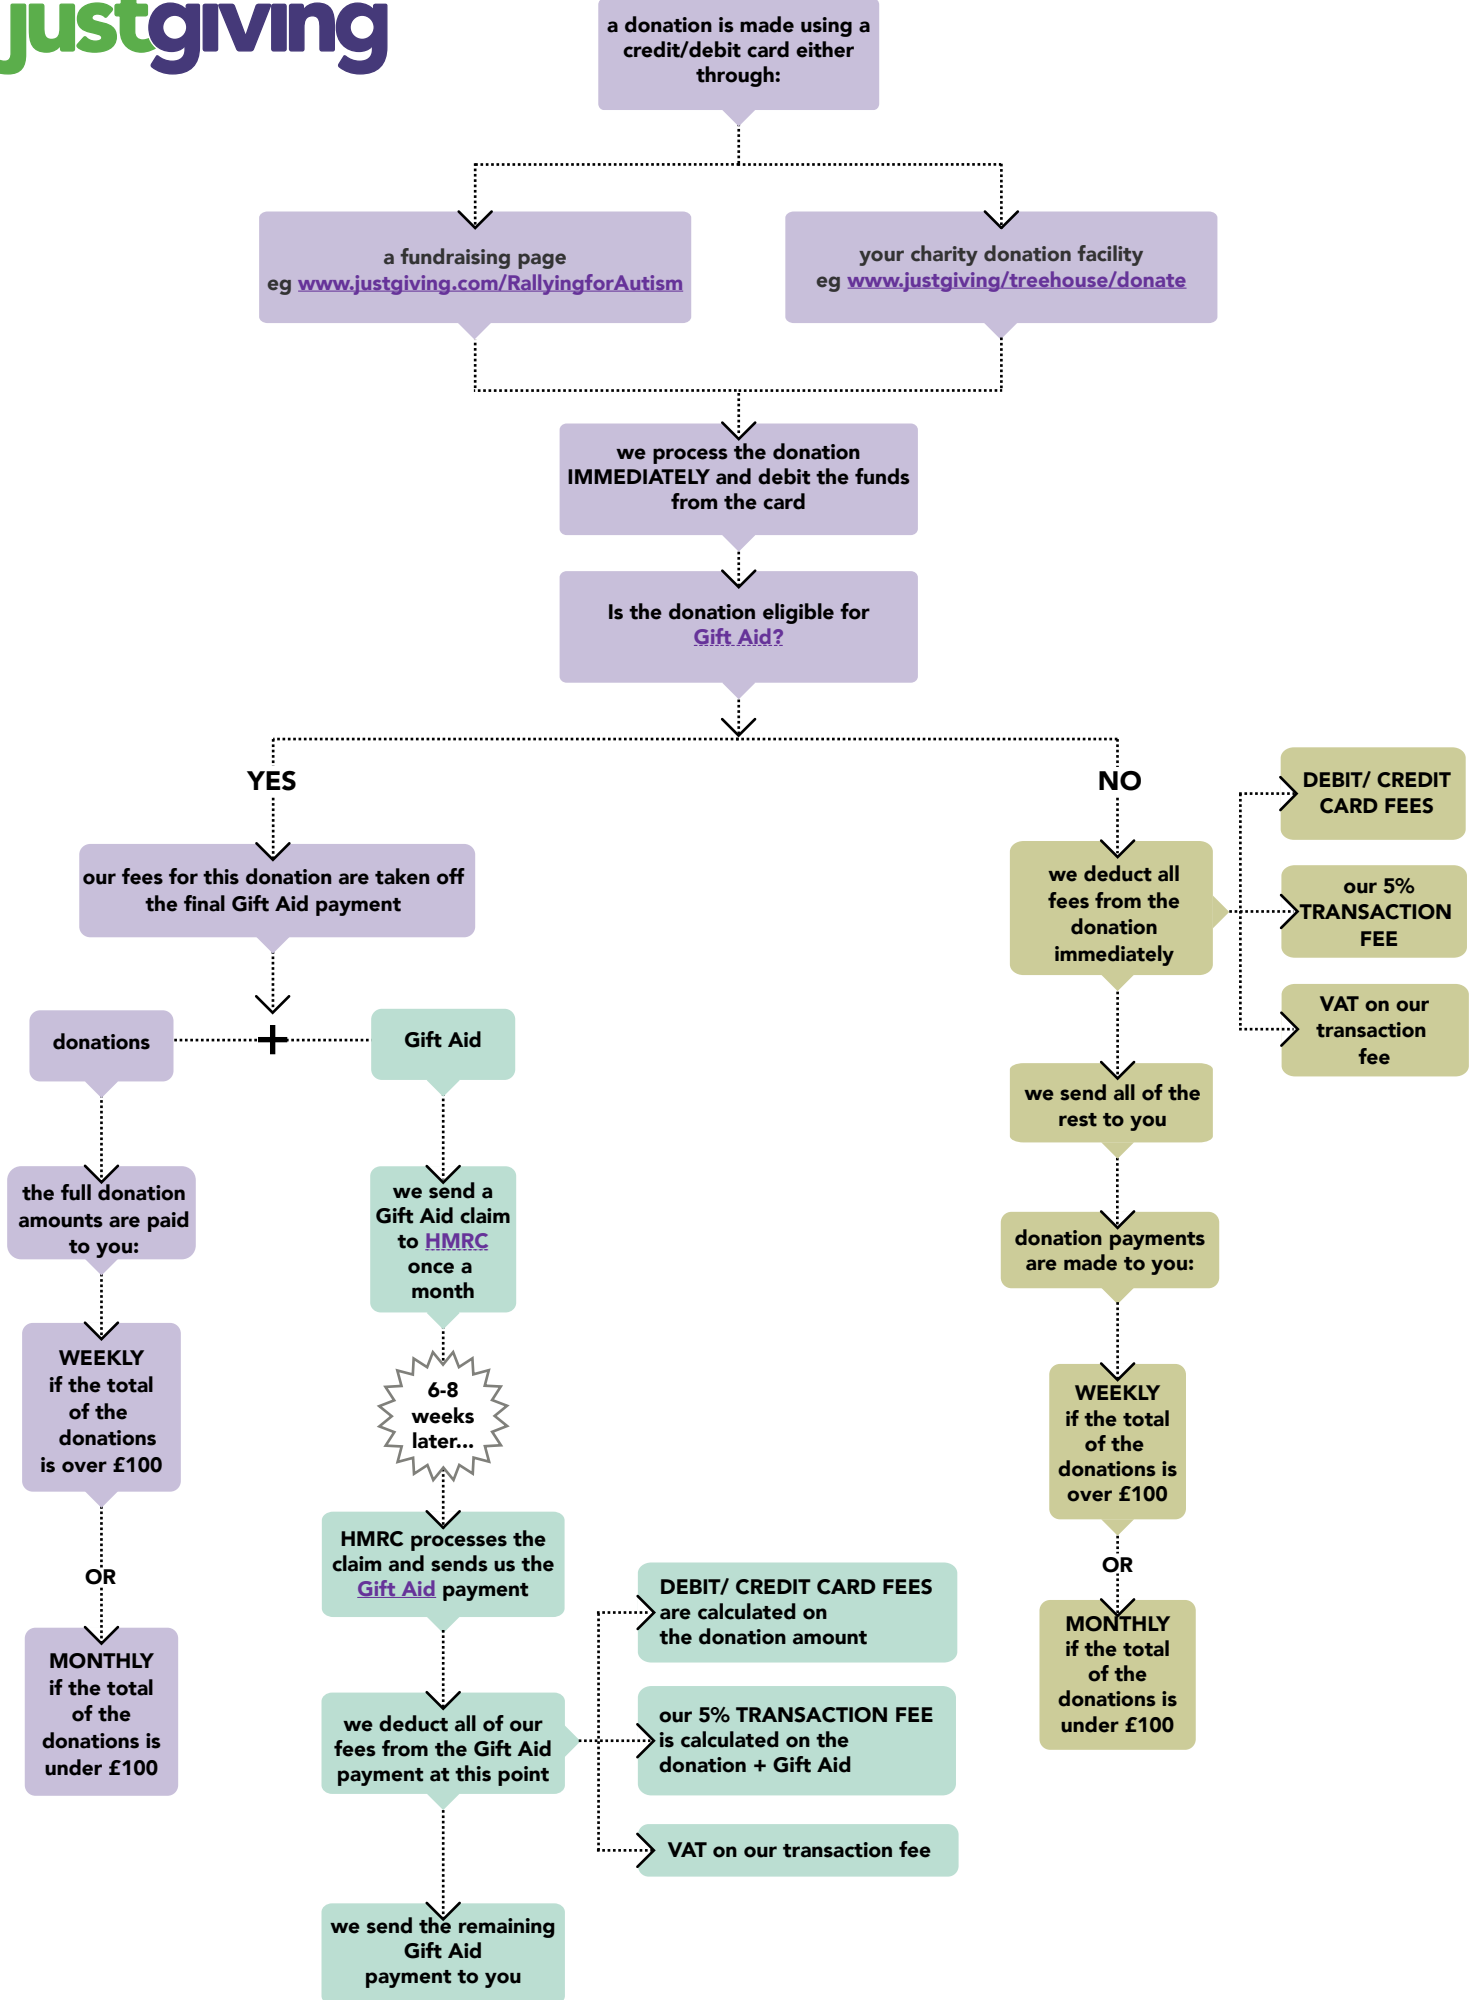 justgiving
a donation is made using a
credit/debit card either
through:
a fundraising page
eg www.justgiving.com/RallyingforAutism
your charity donation facility
eg www.justgiving/treehouse/donate
we process the donation
IMMEDIATELY and debit the funds
from the card
Is the donation eligible for
Gift Aid?
YES
our fees for this donation are taken off
the final Gift Aid payment
donations
+
Gift Aid
the full donation
amounts are paid
to you:
WEEKLY
if the total
of the
donations
is over £100
OR
MONTHLY
if the total
of the
donations is
under £100
we send a
Gift Aid claim
to HMRC
once a
month
6-8
weeks
later...
HMRC processes the
claim and sends us the
Gift Aid payment
we deduct all of our
fees from the Gift Aid
payment at this point
DEBIT/ CREDIT CARD FEES
are calculated on
the donation amount
our 5% TRANSACTION FEE
is calculated on the
donation + Gift Aid
VAT on our transaction fee
we send the remaining
Gift Aid
payment to you
NO
we deduct all
fees from the
donation
immediately
DEBIT/ CREDIT
CARD FEES
our 5%
TRANSACTION
FEE
VAT on our
transaction
fee
we send all of the
rest to you
donation payments
are made to you:
WEEKLY
if the total
of the
donations is
over £100
OR
MONTHLY
if the total
of the
donations is
under £100